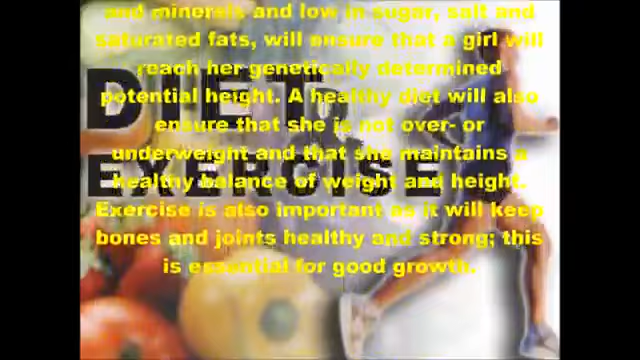 and minerals and low in sugar, salt and
saturated fats, will ensure that a girl will
reach her genetically determined
potential height. A healthy diet will also
ensure that she is not over- or
underweight and that she maintains a
healthy balance of weight and height.
Exercise is also important as it will keep
bones and joints healthy and strong; this
is essential for good growth.
DIET
EXERCISE